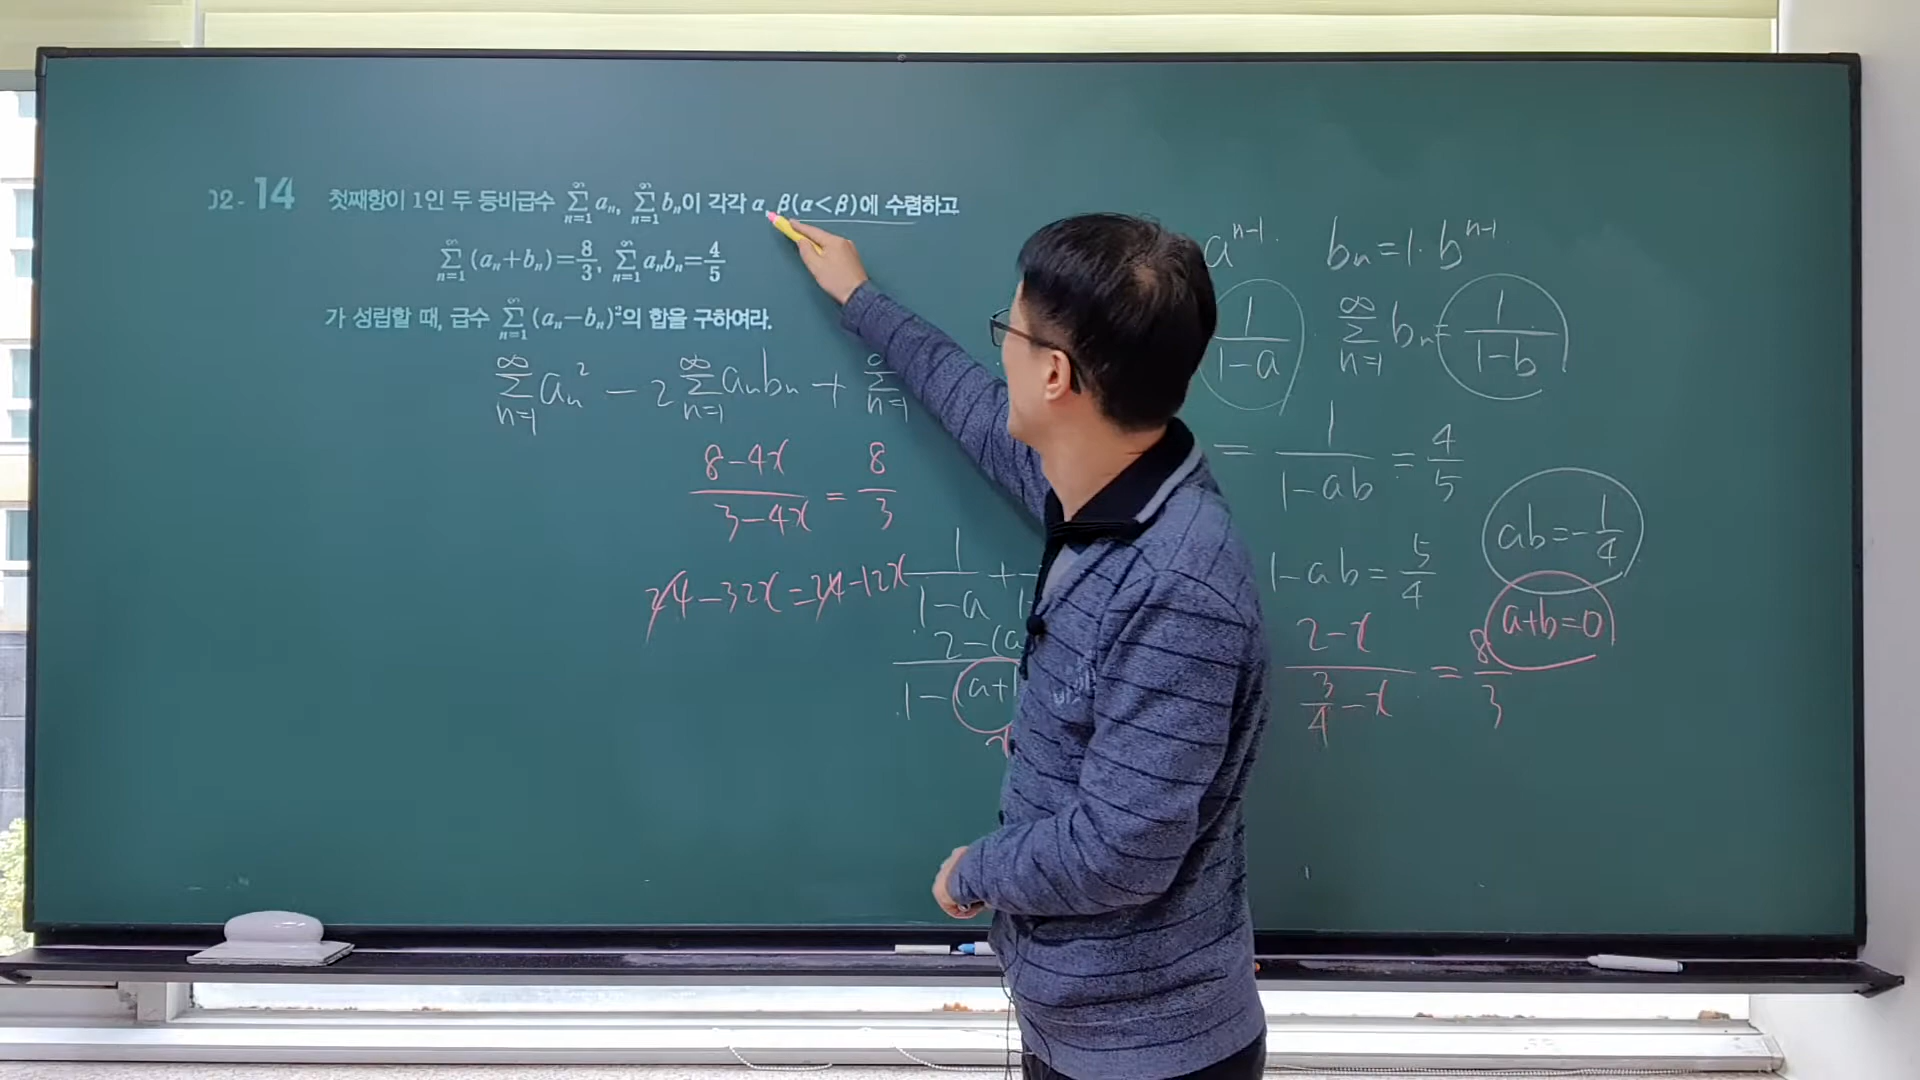 02-14 첫째항이 1인 두 등비급수 ∑_{n=1}^{∞} a_n, ∑_{n=1}^{∞} b_n이 각각 α, β(α<β)에 수렴하고
∑_{n=1}^{∞} (a_n+b_n)=8/3, ∑_{n=1}^{∞} a_nb_n=4/5
가 성립할 때, 급수 ∑_{n=1}^{∞} (a_n-b_n)²의 합을 구하여라.
∑_{n=1}^{∞} a_n² - 2∑_{n=1}^{∞} a_nb_n + ∑_{n=1}
(8-4x)/(3-4x) = 8/3
24-32x=24-12x
1/(1-a) +
2-(a
1-(a+
a^{n-1} b_n=1·b^{n-1}
1/(1-a) ∑_{n=1}^{∞} b_n = 1/(1-b)
= 1/(1-ab) = 4/5
1-ab = 5/4
ab=-1/4
a+b=0
(2-x)/(3/4-x) = 8/3